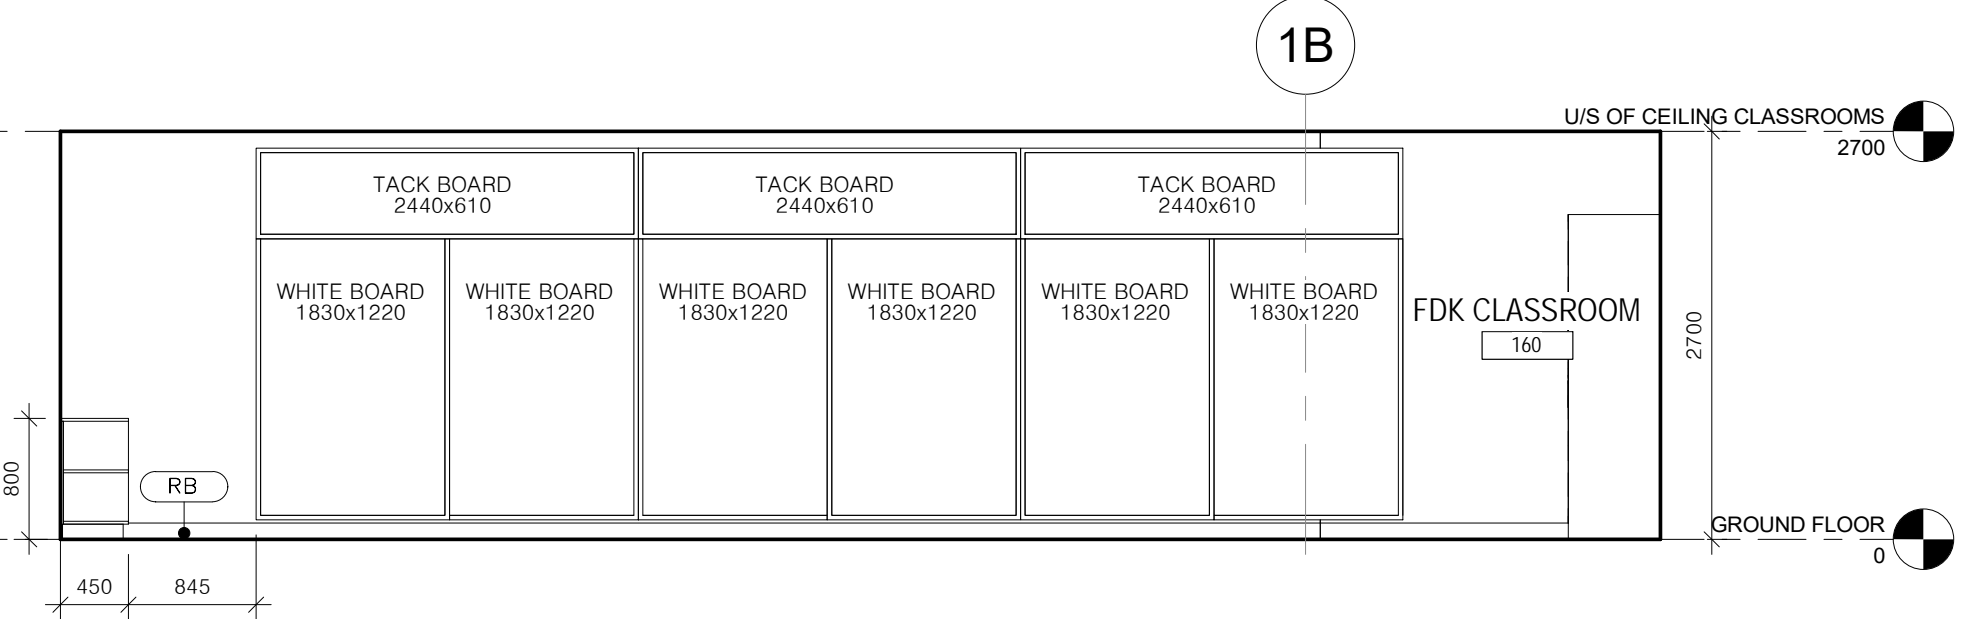 1B
U/S OF CEILING CLASSROOMS
2700
TACK BOARD
2440x610
TACK BOARD
2440x610
TACK BOARD
2440x610
WHITE BOARD
1830x1220
WHITE BOARD
1830x1220
WHITE BOARD
1830x1220
WHITE BOARD
1830x1220
WHITE BOARD
1830x1220
WHITE BOARD
1830x1220
FDK CLASSROOM
160
2700
800
RB
GROUND FLOOR
0
450
845